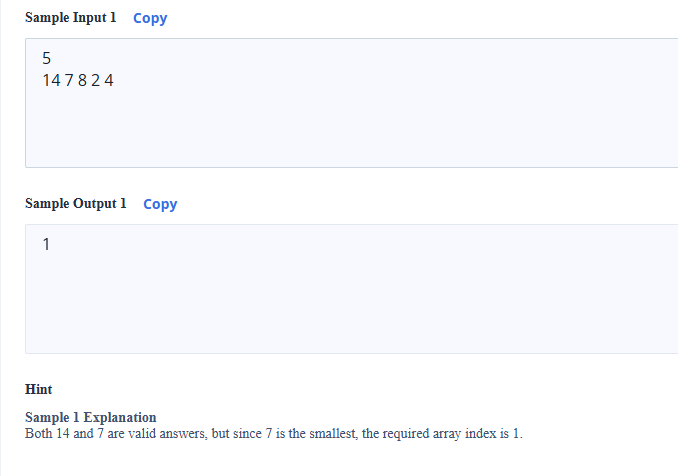 Sample Input 1 Copy
5
14 7 8 2 4
Sample Output 1 Copy
1
Hint
Sample 1 Explanation
Both 14 and 7 are valid answers, but since 7 is the smallest, the required array index is 1.